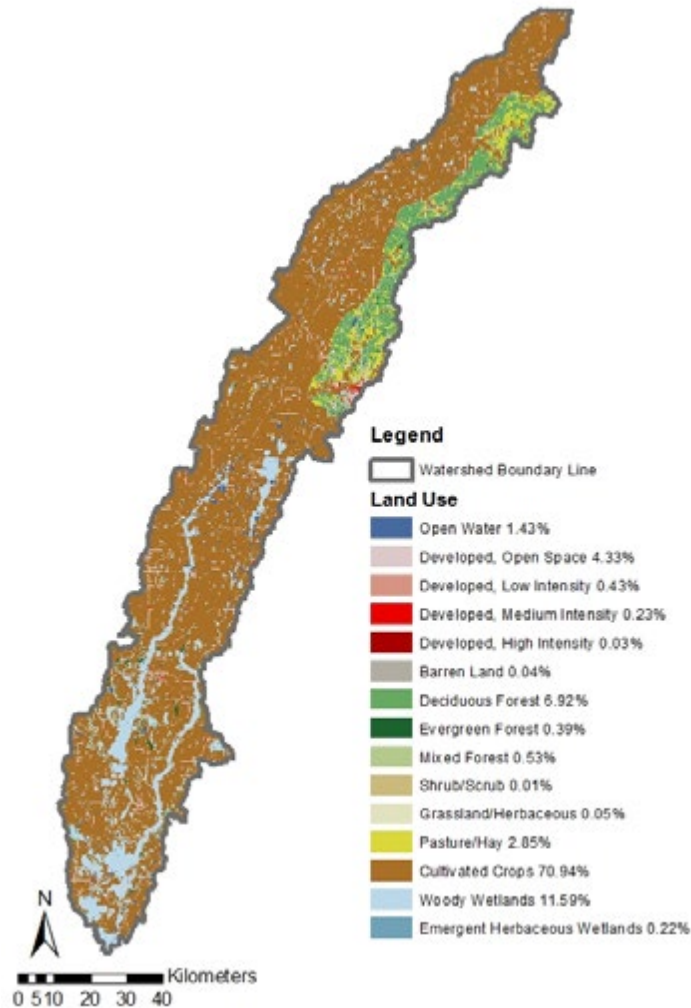 Legend
Watershed Boundary Line
Land Use
Open Water 1.43%
Developed, Open Space 4.33%
Developed, Low Intensity 0.43%
Developed, Medium Intensity 0.23%
Developed, High Intensity 0.03%
Barren Land 0.04%
Deciduous Forest 6.92%
Evergreen Forest 0.39%
Mixed Forest 0.53%
Shrub/Scrub 0.01%
Grassland/Herbaceous 0.05%
Pasture/Hay 2.85%
Cultivated Crops 70.94%
Woody Wetlands 11.59%
Emergent Herbaceous Wetlands 0.22%
N
Kilometers
0 5 10 20 30 40